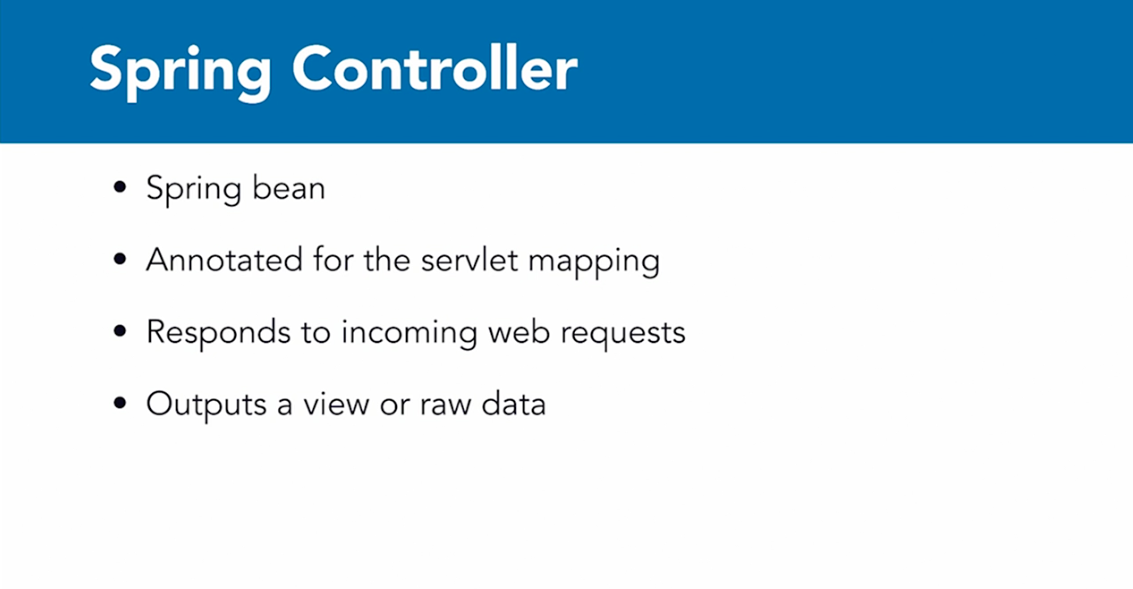 Spring Controller
• Spring bean
• Annotated for the servlet mapping
• Responds to incoming web requests
• Outputs a view or raw data